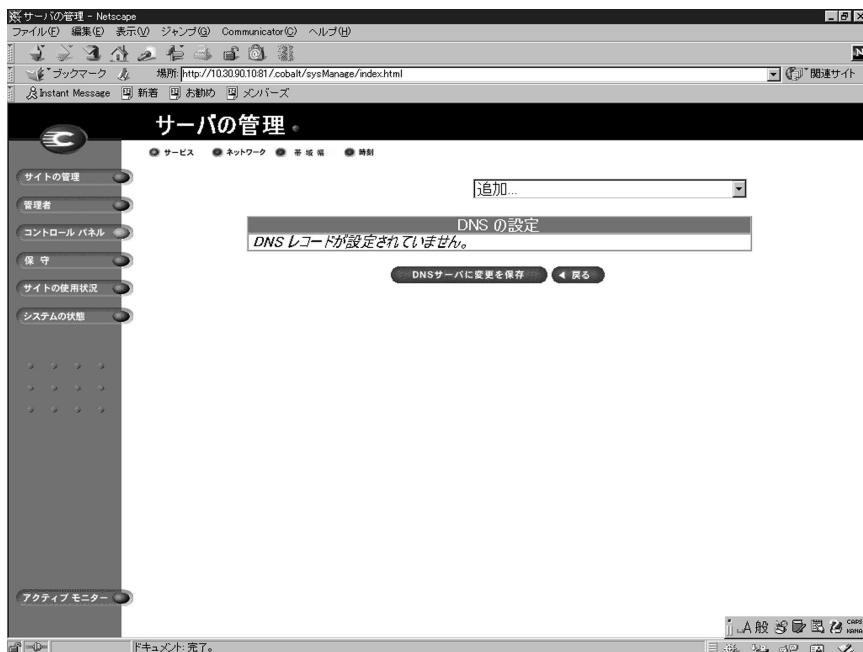 サーバの管理 - Netscape
ファイル(F) 編集(E) 表示(V) ジャンプ(G) Communicator(C) ヘルプ(H)
ブックマーク 場所: http://10.30.90.10:81/.cobalt/sysManage/index.html 関連サイト
Instant Message 新着 お勧め メンバーズ
サーバの管理
サービス ネットワーク 帯域幅 時刻
サイトの管理
管理者
コントロール パネル
保 守
サイトの使用状況
システムの状態
追加...
DNS の設定
DNS レコードが設定されていません。
DNSサーバに変更を保存 戻る
アクティブ モニター
A 般 CAPS
KANA
ドキュメント: 完了。